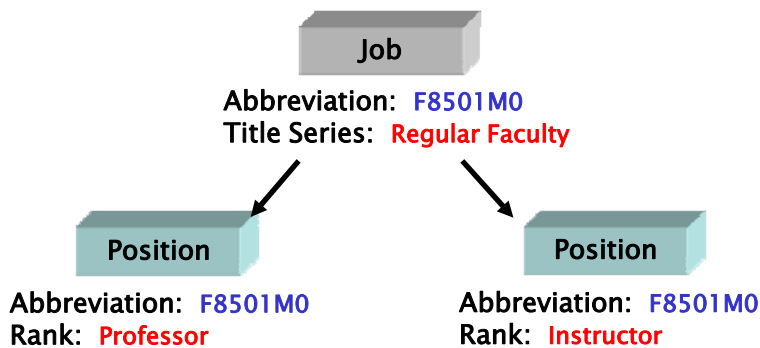 Job
Abbreviation: F8501M0
Title Series: Regular Faculty
Position
Abbreviation: F8501M0
Rank: Professor
Position
Abbreviation: F8501M0
Rank: Instructor